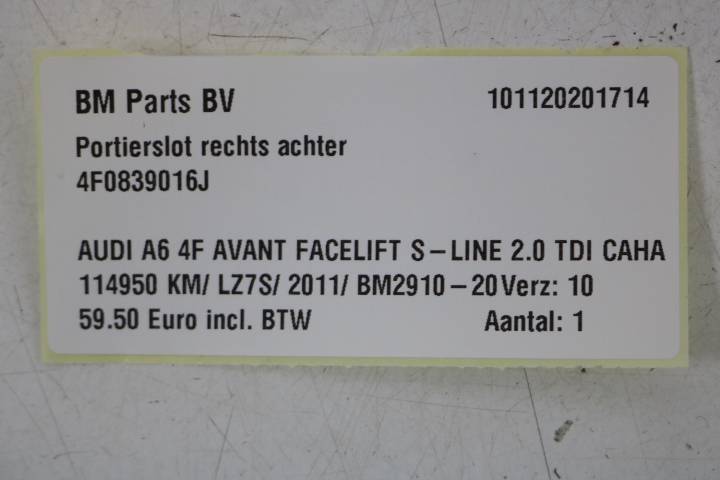 BM Parts BV 101120201714
Portierslot rechts achter
4F0839016J
AUDI A6 4F AVANT FACELIFT S-LINE 2.0 TDI CAHA
114950 KM/ LZ7S/ 2011/ BM2910-20 Verz: 10
59.50 Euro incl. BTW Aantal: 1